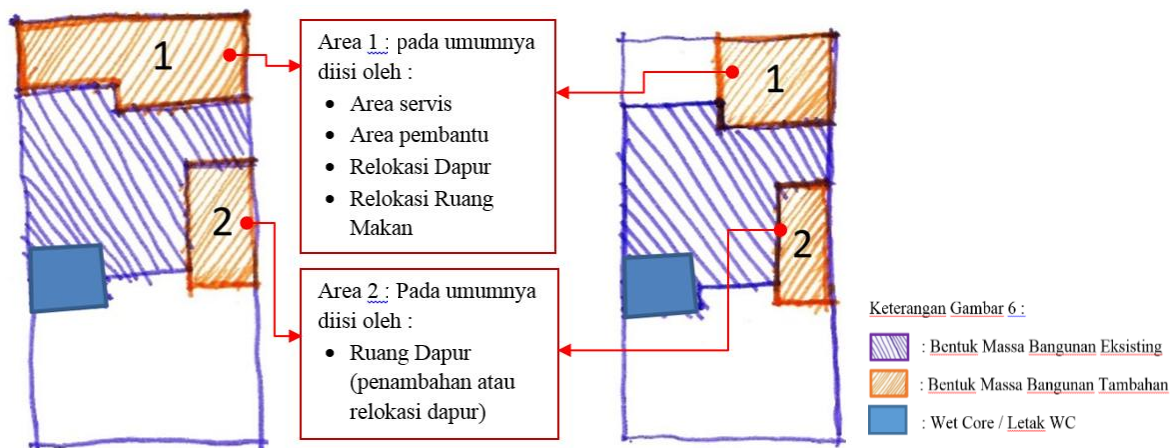 1
2
Area 1 : pada umumnya
diisi oleh :
• Area servis
• Area pembantu
• Relokasi Dapur
• Relokasi Ruang
Makan
Area 2 : Pada umumnya
diisi oleh :
• Ruang Dapur
(penambahan atau
relokasi dapur)
1
2
Keterangan Gambar 6 :
: Bentuk Massa Bangunan Eksisting
: Bentuk Massa Bangunan Tambahan
: Wet Core / Letak WC